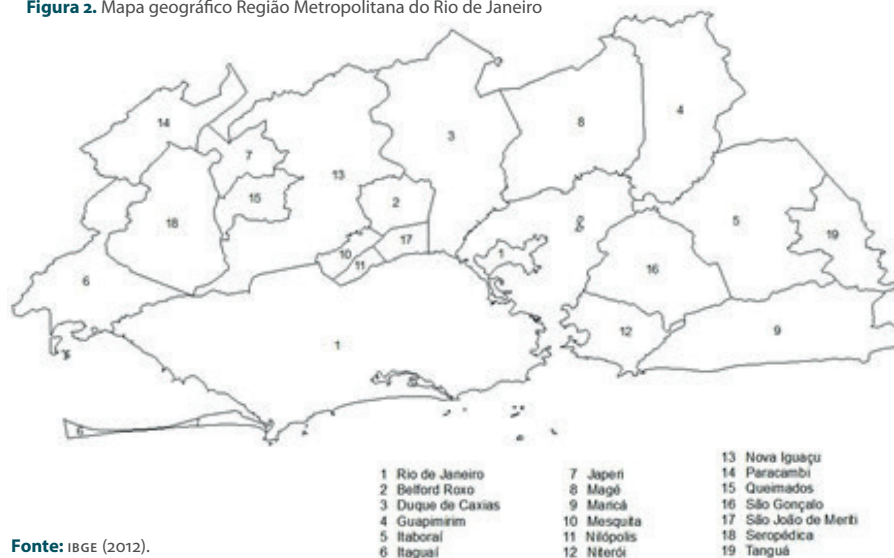 Figura 2. Mapa geográfico Região Metropolitana do Rio de Janeiro
14
7
15
18
6
13
3
2
17
10
11
8
4
5
19
1
16
12
9
1
6
1 Rio de Janeiro
2 Belford Roxo
3 Duque de Caxias
4 Guapimirim
5 Itaboraí
6 Itaguaí
7 Japeri
8 Magé
9 Maricá
10 Mesquita
11 Nilópolis
12 Niterói
13 Nova Iguaçu
14 Paracambi
15 Queimados
16 São Gonçalo
17 São João de Meriti
18 Seropédica
19 Tanguá
Fonte: IBGE (2012).